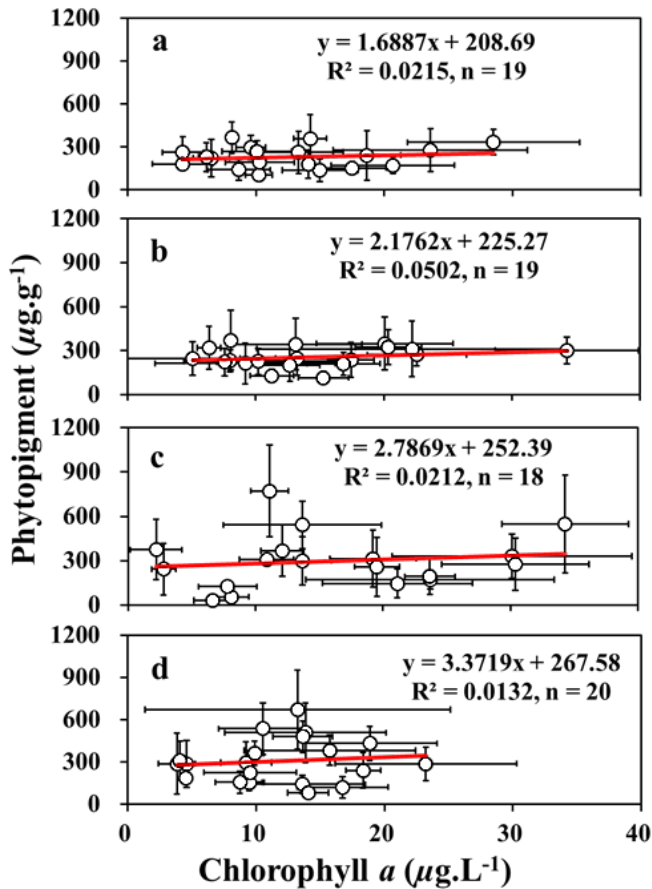 1200
900
600
300
0
a
y = 1.6887x + 208.69
R² = 0.0215, n = 19
1200
900
600
300
0
b
y = 2.1762x + 225.27
R² = 0.0502, n = 19
1200
900
600
300
0
c
y = 2.7869x + 252.39
R² = 0.0212, n = 18
1200
900
600
300
0
d
y = 3.3719x + 267.58
R² = 0.0132, n = 20
Phytopigment (µg.g⁻¹)
0 10 20 30 40
Chlorophyll a (µg.L⁻¹)